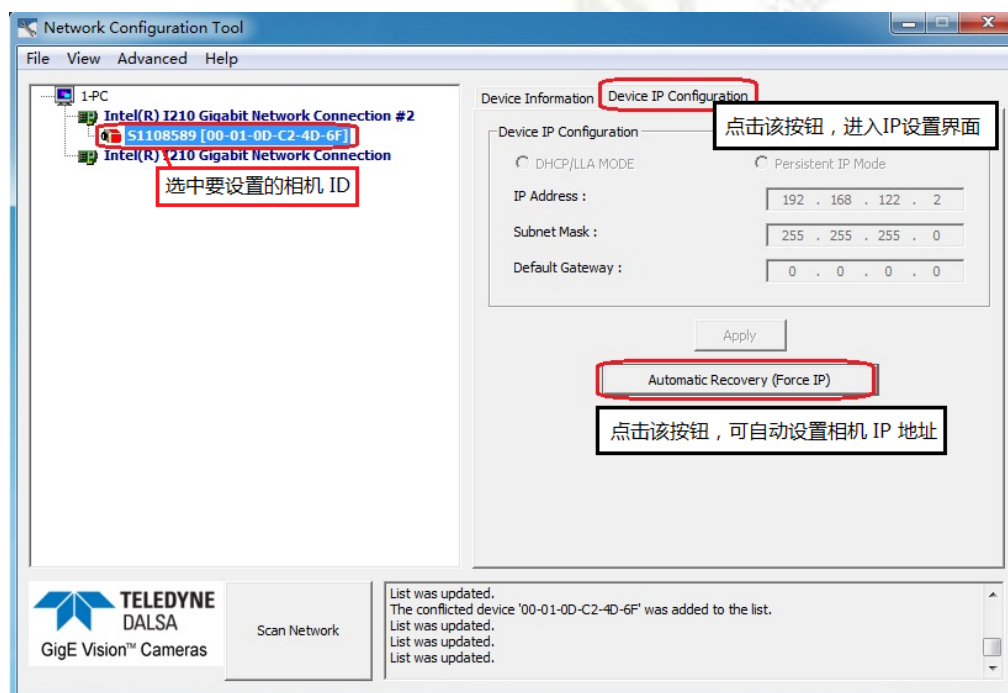 Network Configuration Tool
File View Advanced Help
1-PC
Intel(R) I210 Gigabit Network Connection #2
S1108589 [00-01-0D-C2-4D-6F]
Intel(R) I210 Gigabit Network Connection
选中要设置的相机 ID
Device Information Device IP Configuration
点击该按钮，进入IP设置界面
Device IP Configuration
DHCP/LLA MODE Persistent IP Mode
IP Address : 192 . 168 . 122 . 2
Subnet Mask : 255 . 255 . 255 . 0
Default Gateway : 0 . 0 . 0 . 0
Apply
Automatic Recovery (Force IP)
点击该按钮，可自动设置相机 IP 地址
TELEDYNE
DALSA
GigE Vision™ Cameras
Scan Network
List was updated.
The conflicted device '00-01-0D-C2-4D-6F' was added to the list.
List was updated.
List was updated.
List was updated.